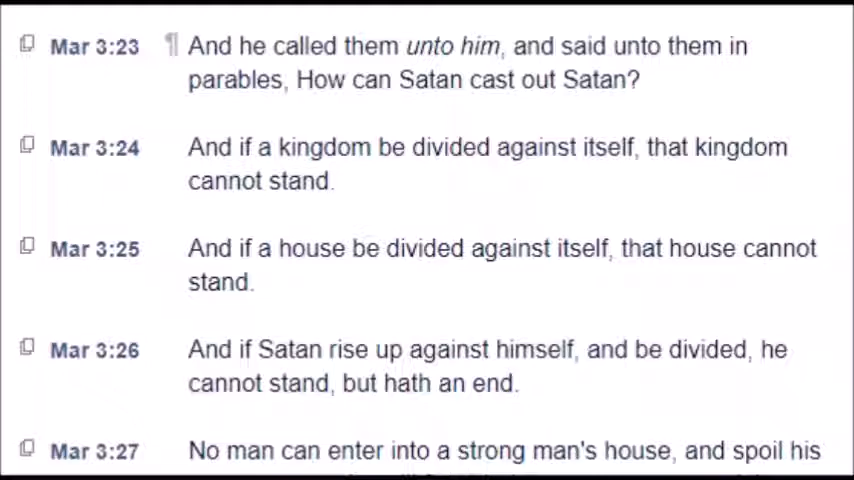 Mar 3:23 ¶ And he called them unto him, and said unto them in
parables, How can Satan cast out Satan?
Mar 3:24 And if a kingdom be divided against itself, that kingdom
cannot stand.
Mar 3:25 And if a house be divided against itself, that house cannot
stand.
Mar 3:26 And if Satan rise up against himself, and be divided, he
cannot stand, but hath an end.
Mar 3:27 No man can enter into a strong man's house, and spoil his